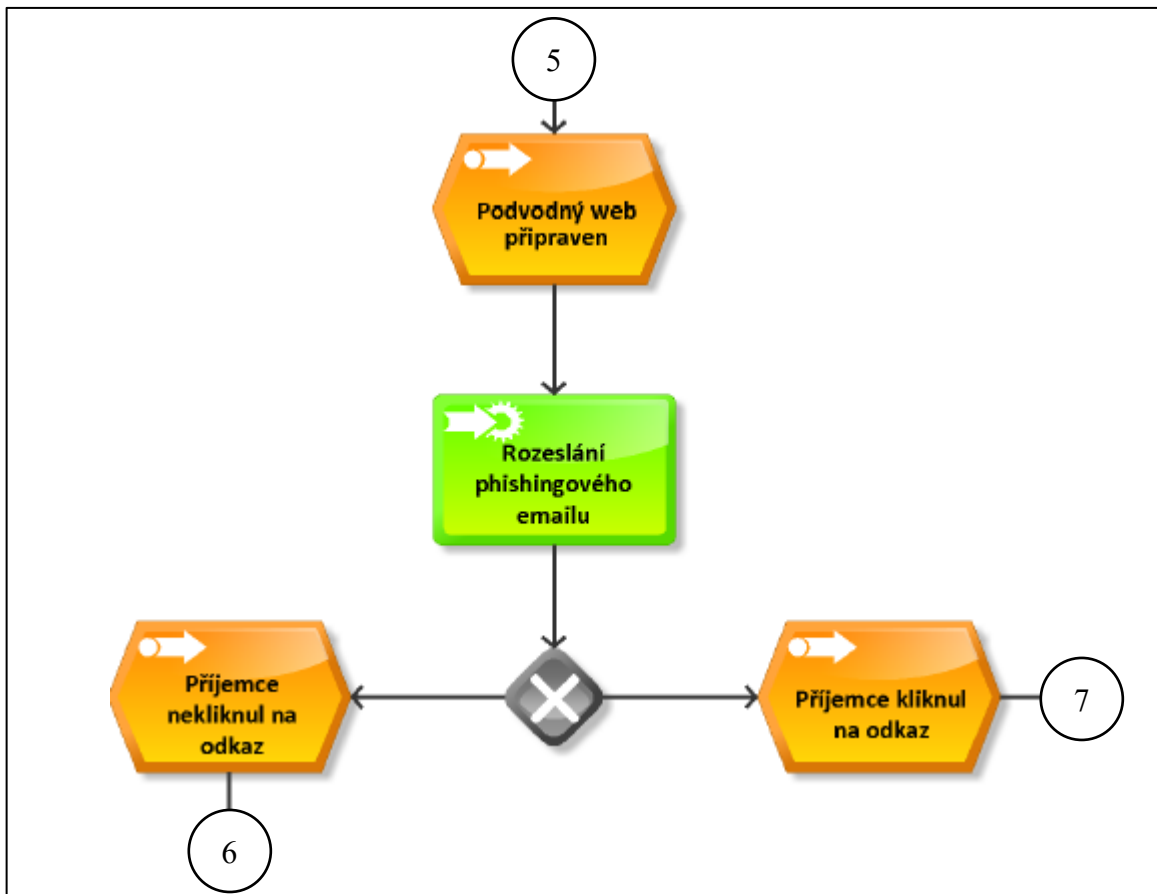 5
Podvodný web
připraven
Rozeslání
phishingového
emailu
Příjemce
nekliknul na
odkaz
Příjemce kliknul
na odkaz
7
6